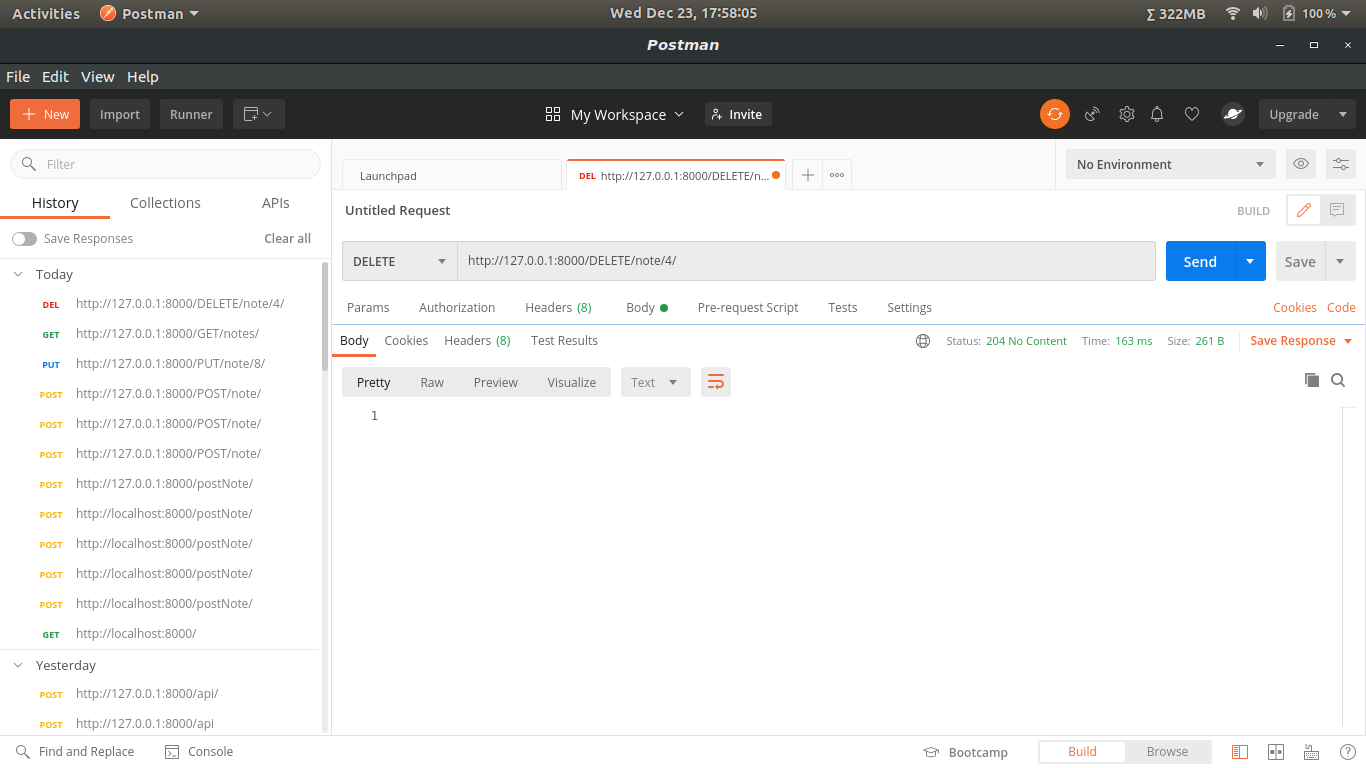 Activities Postman Wed Dec 23, 17:58:05 ∑ 322MB 100 %
Postman
File Edit View Help
New Import Runner My Workspace Invite Upgrade
Filter
History Collections APIs
Save Responses Clear all
Today
DEL http://127.0.0.1:8000/DELETE/note/4/
GET http://127.0.0.1:8000/GET/notes/
PUT http://127.0.0.1:8000/PUT/note/8/
POST http://127.0.0.1:8000/POST/note/
POST http://127.0.0.1:8000/POST/note/
POST http://127.0.0.1:8000/POST/note/
POST http://127.0.0.1:8000/postNote/
POST http://localhost:8000/postNote/
POST http://localhost:8000/postNote/
POST http://localhost:8000/postNote/
POST http://localhost:8000/postNote/
GET http://localhost:8000/
Yesterday
POST http://127.0.0.1:8000/api/
POST http://127.0.0.1:8000/api
Launchpad DEL http://127.0.0.1:8000/DELETE/n... No Environment
Untitled Request BUILD
DELETE http://127.0.0.1:8000/DELETE/note/4/ Send Save
Params Authorization Headers (8) Body Pre-request Script Tests Settings Cookies Code
Body Cookies Headers (8) Test Results Status: 204 No Content Time: 163 ms Size: 261 B Save Response
Pretty Raw Preview Visualize Text
1
Find and Replace Console Bootcamp Build Browse